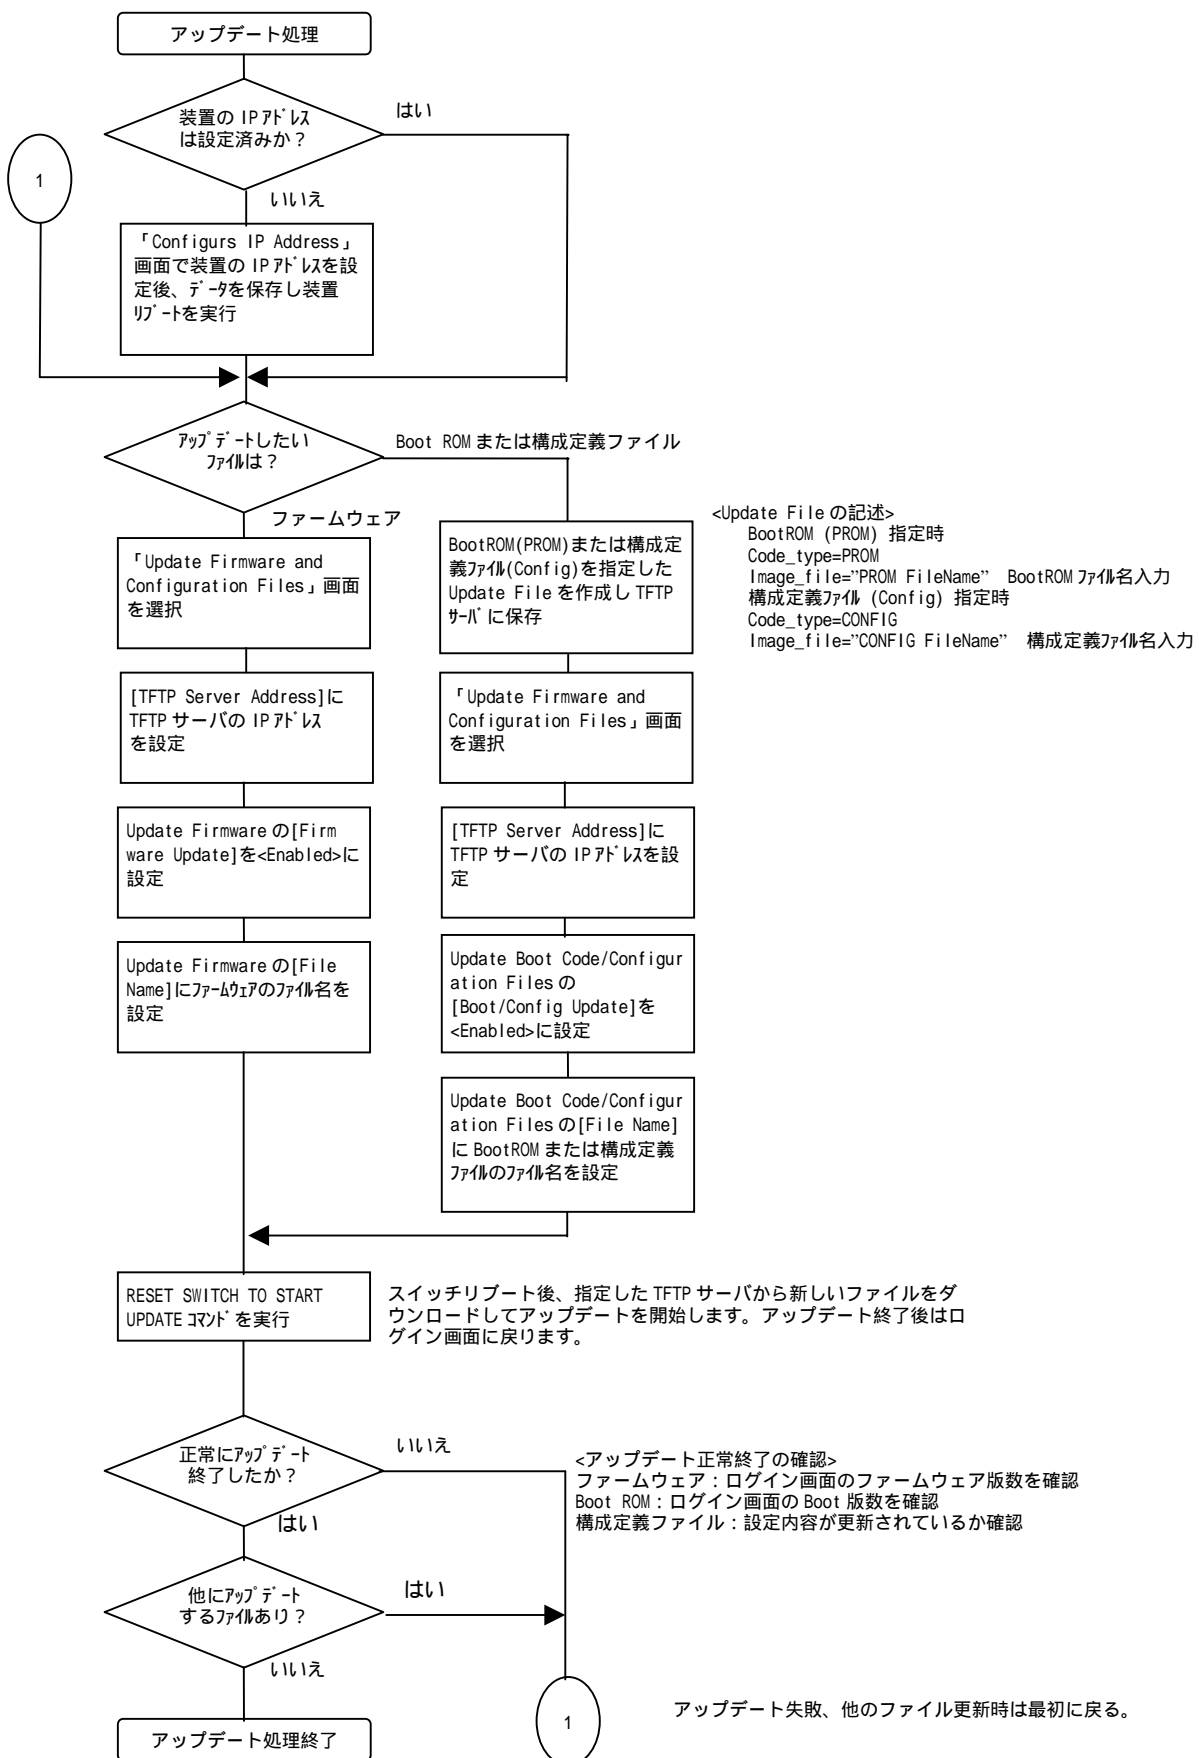 アップデート処理
装置の IPｱﾄﾞﾚｽ
は設定済みか？
はい
1
いいえ
「Configurs IP Address」
画面で装置の IPｱﾄﾞﾚｽを設
定後、ﾃﾞｰﾀを保存し装置
ﾘﾌﾞｰﾄを実行
ｱｯﾌﾟﾃﾞｰﾄしたい
ﾌｧｲﾙは？
Boot ROM または構成定義ファイル
ファームウェア
「Update Firmware and
Configuration Files」画面
を選択
[TFTP Server Address]に
TFTP サーバの IPｱﾄﾞﾚｽ
を設定
Update Firmware の[Firm
ware Update]を<Enabled>に
設定
Update Firmware の[File
Name]にﾌｧｰﾑｳｪｱのﾌｧｲﾙ名を
設定
BootROM(PROM)または構成定
義ﾌｧｲﾙ(Config)を指定した
Update File を作成し TFTP
ｻｰﾊﾞに保存
「Update Firmware and
Configuration Files」画面
を選択
[TFTP Server Address]に
TFTP サーバの IPｱﾄﾞﾚｽを設
定
Update Boot Code/Configur
ation Files の
[Boot/Config Update]を
<Enabled>に設定
Update Boot Code/Configur
ation Files の[File Name]
に BootROM または構成定義
ﾌｧｲﾙのﾌｧｲﾙ名を設定
<Update File の記述>
BootROM (PROM) 指定時
Code_type=PROM
Image_file=”PROM FileName” BootROM ﾌｧｲﾙ名入力
構成定義ﾌｧｲﾙ (Config) 指定時
Code_type=CONFIG
Image_file=”CONFIG FileName” 構成定義ﾌｧｲﾙ名入力
RESET SWITCH TO START
UPDATE ｺﾏﾝﾄﾞを実行
スイッチリブート後、指定した TFTP サーバから新しいファイルをダ
ウンロードしてアップデートを開始します。アップデート終了後はロ
グイン画面に戻ります。
正常にｱｯﾌﾟﾃﾞｰﾄ
終了したか？
いいえ
はい
<アップデート正常終了の確認>
ファームウェア：ログイン画面のファームウェア版数を確認
Boot ROM：ログイン画面の Boot 版数を確認
構成定義ファイル：設定内容が更新されているか確認
他にｱｯﾌﾟﾃﾞｰﾄ
するﾌｧｲﾙあり？
はい
いいえ
1
アップデート失敗、他のファイル更新時は最初に戻る。
アップデート処理終了